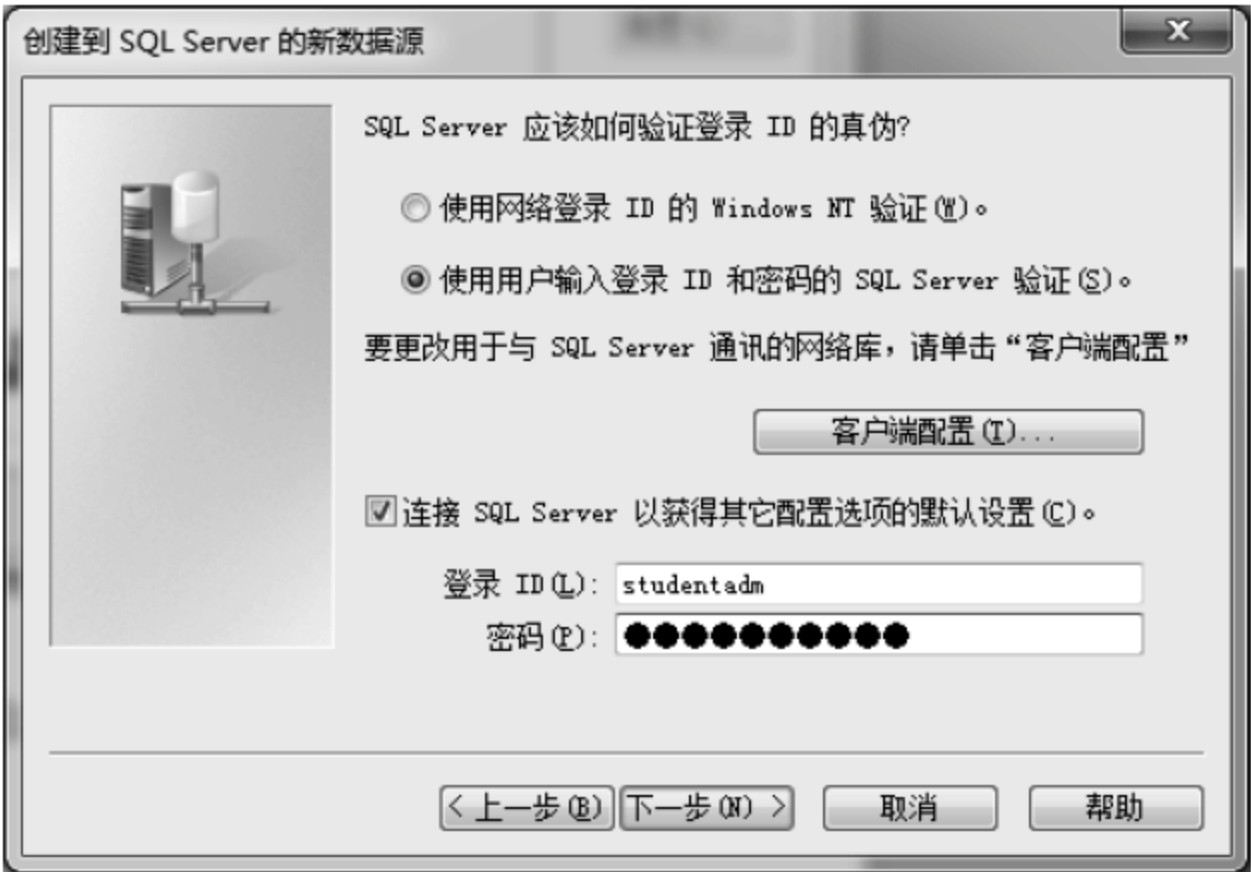 创建到 SQL Server 的新数据源
SQL Server 应该如何验证登录 ID 的真伪?
使用网络登录 ID 的 Windows NT 验证(W)。
使用用户输入登录 ID 和密码的 SQL Server 验证(S)。
要更改用于与 SQL Server 通讯的网络库，请单击“客户端配置”
客户端配置(T)...
连接 SQL Server 以获得其它配置选项的默认设置(C)。
登录 ID(L): studentadm
密码(P): ●●●●●●●●●●
< 上一步(B) 下一步(N) > 取消 帮助